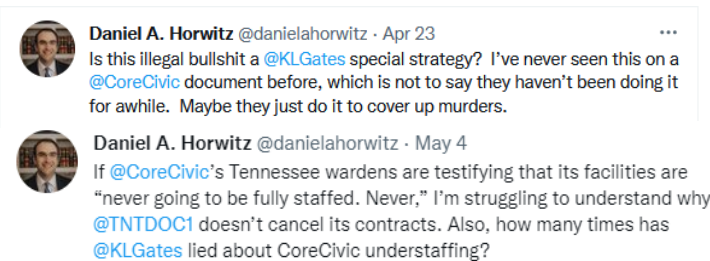 Daniel A. Horwitz @danielahorwitz · Apr 23 ···
Is this illegal bullshit a @KLGates special strategy?  I've never seen this on a
@CoreCivic document before, which is not to say they haven't been doing it
for awhile.  Maybe they just do it to cover up murders.
Daniel A. Horwitz @danielahorwitz · May 4
If @CoreCivic's Tennessee wardens are testifying that its facilities are
“never going to be fully staffed. Never,” I'm struggling to understand why
@TNTDOC1 doesn't cancel its contracts. Also, how many times has
@KLGates lied about CoreCivic understaffing?